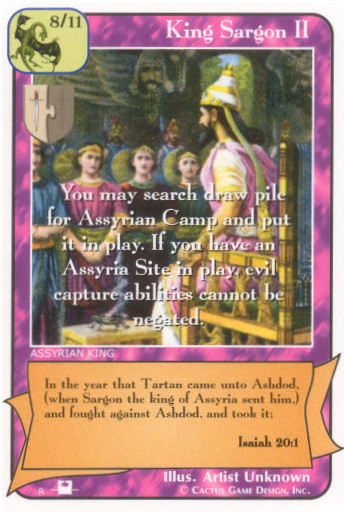 8/11
King Sargon II
You may search draw pile
for Assyrian Camp and put
it in play. If you have an
Assyria Site in play, evil
capture abilities cannot be
negated.
ASSYRIAN KING
In the year that Tartan came unto Ashdod,
(when Sargon the king of Assyria sent him,)
and fought against Ashdod, and took it;
Isaiah 20:1
Illus. Artist Unknown
R
© CACTUS GAME DESIGN, INC.